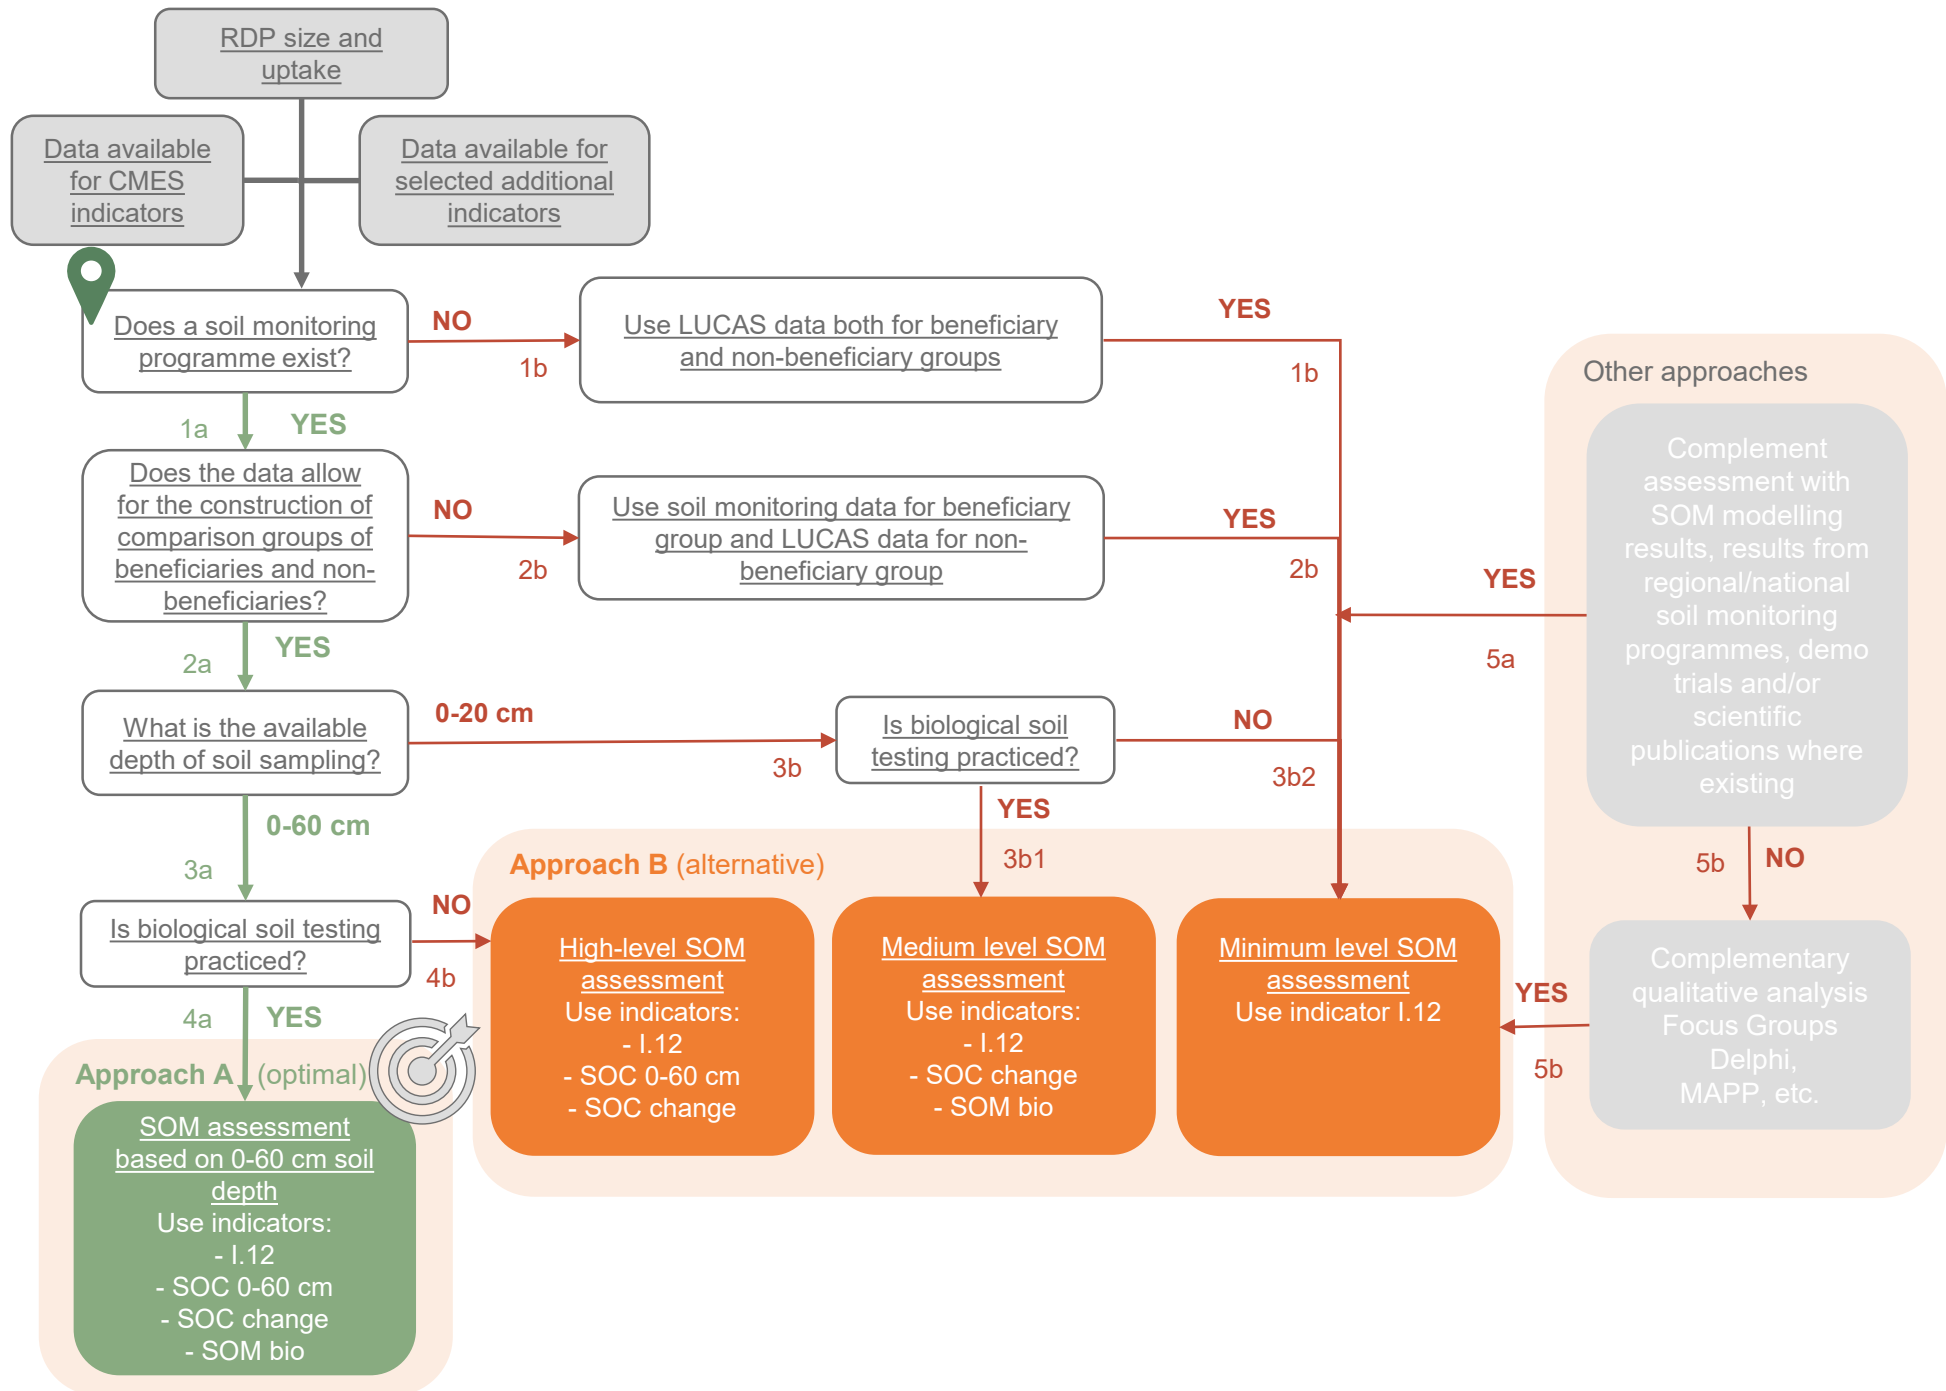 RDP size and
uptake
Data available
for CMES
indicators
Data available for
selected additional
indicators
Does a soil monitoring
programme exist?
NO
1b
Use LUCAS data both for beneficiary
and non-beneficiary groups
YES
1b
1a
YES
Does the data allow
for the construction of
comparison groups of
beneficiaries and non-
beneficiaries?
NO
2b
Use soil monitoring data for beneficiary
group and LUCAS data for non-
beneficiary group
YES
2b
2a
YES
What is the available
depth of soil sampling?
0-20 cm
3b
Is biological soil
testing practiced?
NO
3b2
YES
3b1
0-60 cm
3a
Is biological soil testing
practiced?
NO
4b
4a
YES
Approach A (optimal)
SOM assessment
based on 0-60 cm soil
depth
Use indicators:
- I.12
- SOC 0-60 cm
- SOC change
- SOM bio
Approach B (alternative)
High-level SOM
assessment
Use indicators:
- I.12
- SOC 0-60 cm
- SOC change
Medium level SOM
assessment
Use indicators:
- I.12
- SOC change
- SOM bio
Minimum level SOM
assessment
Use indicator I.12
Other approaches
Complement
assessment with
SOM modelling
results, results from
regional/national
soil monitoring
programmes, demo
trials and/or
scientific
publications where
existing
YES
5a
5b
NO
Complementary
qualitative analysis
Focus Groups
Delphi,
MAPP, etc.
YES
5b